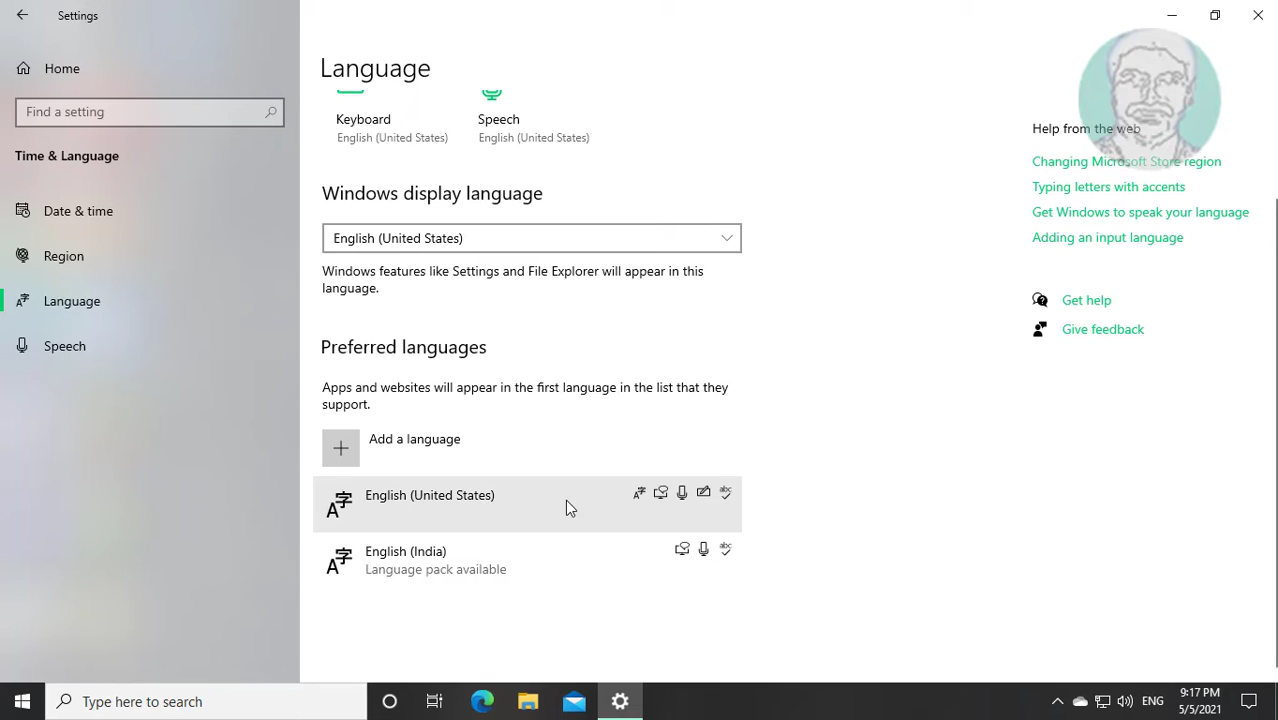 Settings
Home
Find a setting
Time & Language
Date & time
Region
Language
Speech
Language
Keyboard
English (United States)
Speech
English (United States)
Windows display language
English (United States)
Windows features like Settings and File Explorer will appear in this
language.
Preferred languages
Apps and websites will appear in the first language in the list that they
support.
Add a language
English (United States)
English (India)
Language pack available
Help from the web
Changing Microsoft Store region
Typing letters with accents
Get Windows to speak your language
Adding an input language
Get help
Give feedback
Type here to search
ENG
9:17 PM
5/5/2021